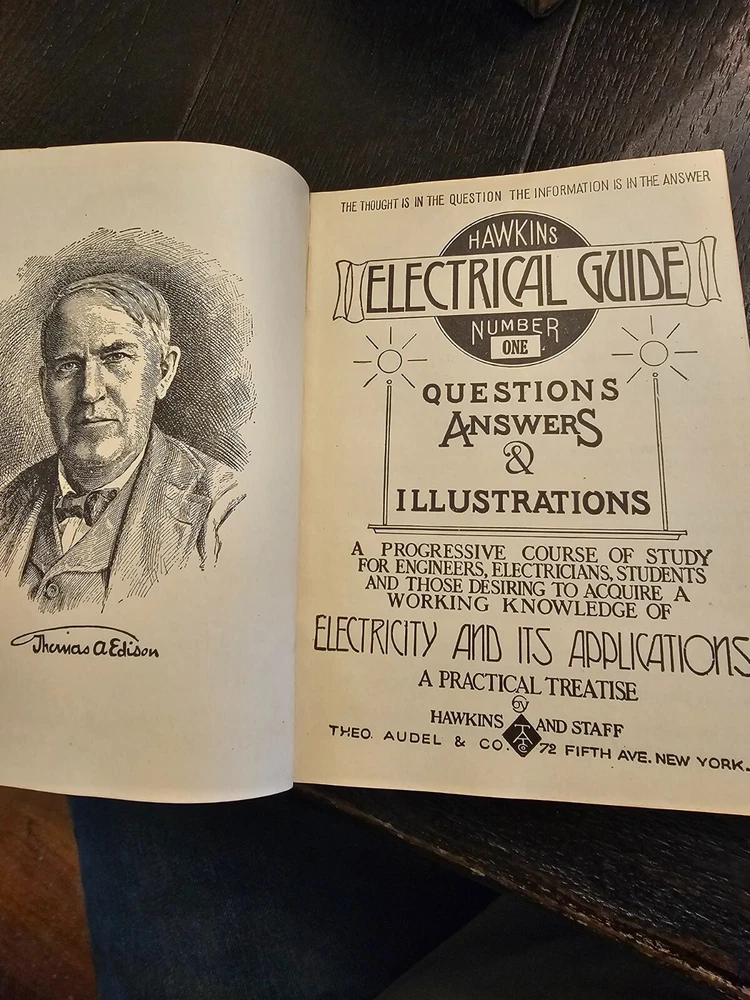 Thomas A Edison
THE THOUGHT IS IN THE QUESTION THE INFORMATION IS IN THE ANSWER
HAWKINS
ELECTRICAL GUIDE
NUMBER
ONE
QUESTIONS
ANSWERS
&
ILLUSTRATIONS
A PROGRESSIVE COURSE OF STUDY
FOR ENGINEERS, ELECTRICIANS, STUDENTS
AND THOSE DESIRING TO ACQUIRE A
WORKING KNOWLEDGE OF
ELECTRICITY AND ITS APPLICATIONS
A PRACTICAL TREATISE
by
HAWKINS AND STAFF
THEO. AUDEL & CO. 72 FIFTH AVE. NEW YORK.